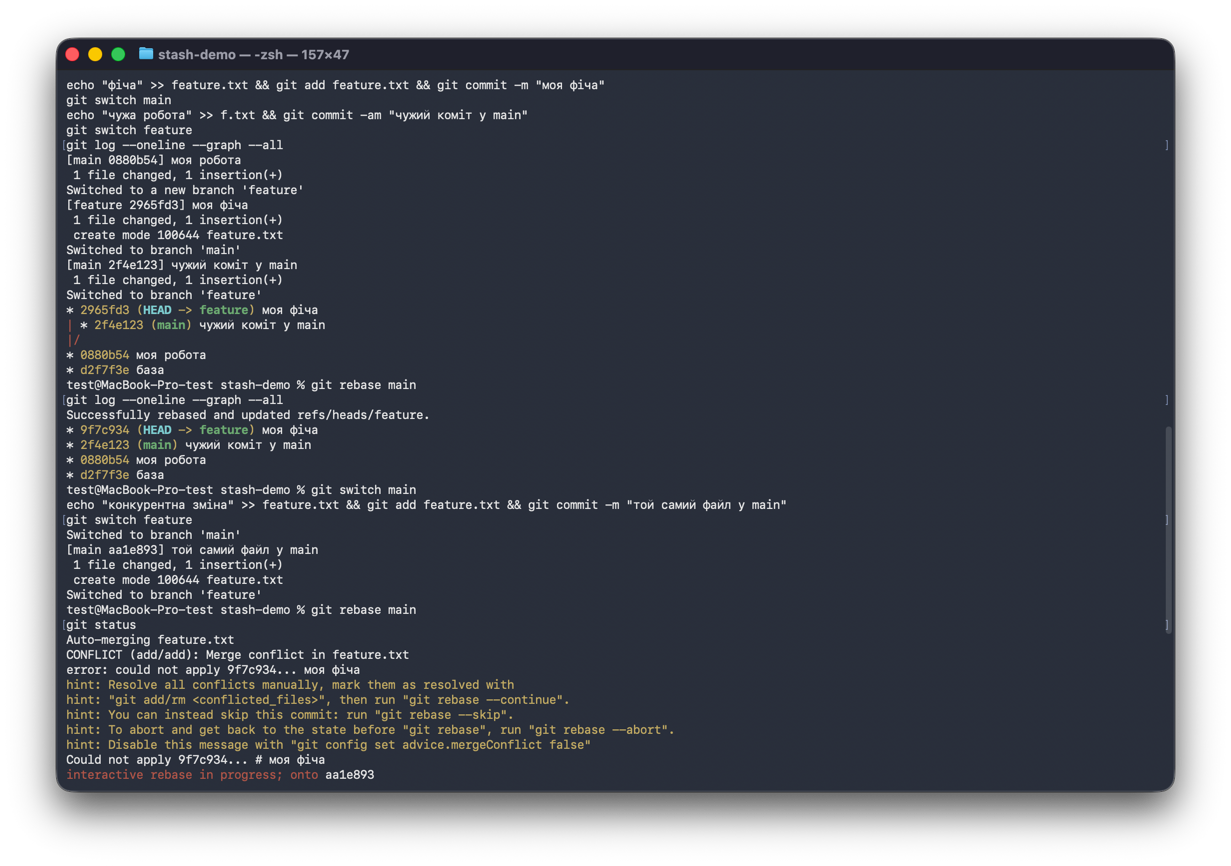 stash-demo — -zsh — 157×47
echo "фіча" >> feature.txt && git add feature.txt && git commit -m "моя фіча"
git switch main
echo "чужа робота" >> f.txt && git commit -am "чужий коміт у main"
git switch feature
[git log --oneline --graph --all ]
[main 0880b54] моя робота
 1 file changed, 1 insertion(+)
Switched to a new branch 'feature'
[feature 2965fd3] моя фіча
 1 file changed, 1 insertion(+)
 create mode 100644 feature.txt
Switched to branch 'main'
[main 2f4e123] чужий коміт у main
 1 file changed, 1 insertion(+)
Switched to branch 'feature'
* 2965fd3 (HEAD -> feature) моя фіча
| * 2f4e123 (main) чужий коміт у main
|/
* 0880b54 моя робота
* d2f7f3e база
test@MacBook-Pro-test stash-demo % git rebase main
[git log --oneline --graph --all ]
Successfully rebased and updated refs/heads/feature.
* 9f7c934 (HEAD -> feature) моя фіча
* 2f4e123 (main) чужий коміт у main
* 0880b54 моя робота
* d2f7f3e база
test@MacBook-Pro-test stash-demo % git switch main
echo "конкурентна зміна" >> feature.txt && git add feature.txt && git commit -m "той самий файл у main"
[git switch feature ]
Switched to branch 'main'
[main aa1e893] той самий файл у main
 1 file changed, 1 insertion(+)
 create mode 100644 feature.txt
Switched to branch 'feature'
test@MacBook-Pro-test stash-demo % git rebase main
[git status ]
Auto-merging feature.txt
CONFLICT (add/add): Merge conflict in feature.txt
error: could not apply 9f7c934... моя фіча
hint: Resolve all conflicts manually, mark them as resolved with
hint: "git add/rm <conflicted_files>", then run "git rebase --continue".
hint: You can instead skip this commit: run "git rebase --skip".
hint: To abort and get back to the state before "git rebase", run "git rebase --abort".
hint: Disable this message with "git config set advice.mergeConflict false"
Could not apply 9f7c934... # моя фіча
interactive rebase in progress; onto aa1e893